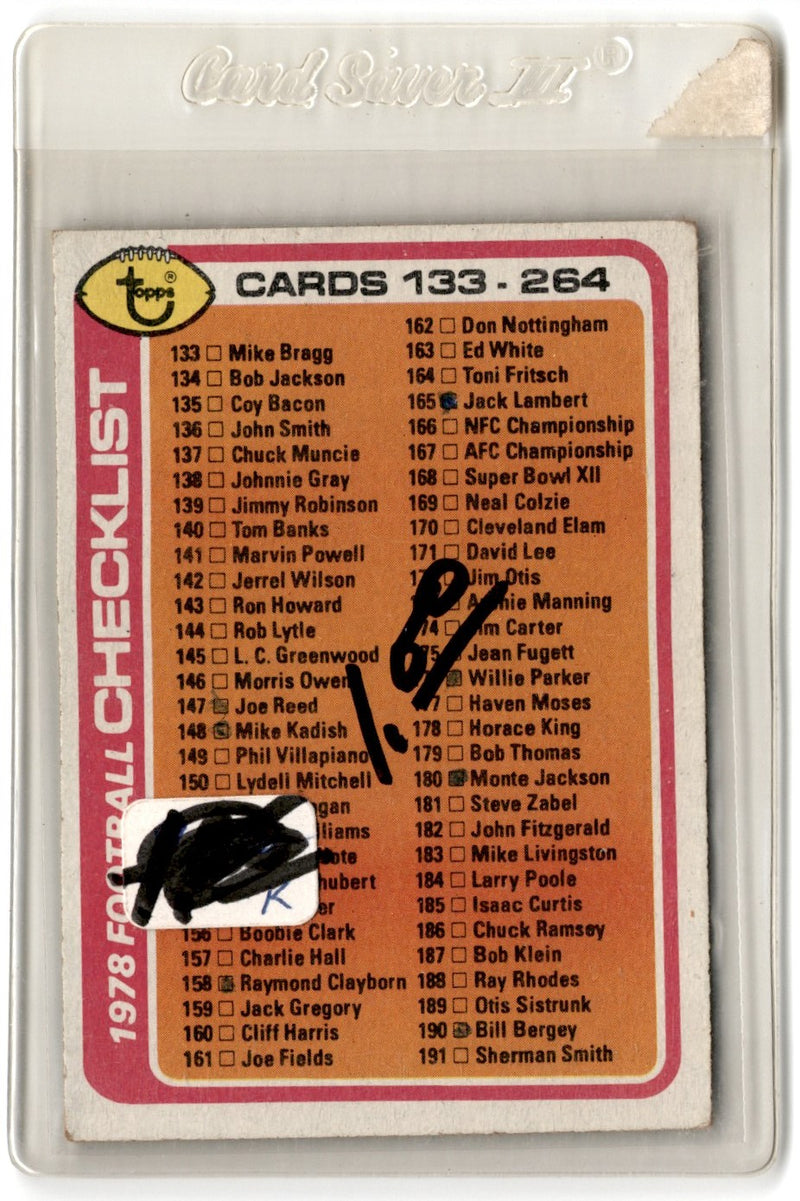 Card Saver II®
topps®
CARDS 133 - 264
1978 FOOTBALL CHECKLIST
133 □ Mike Bragg
134 □ Bob Jackson
135 □ Coy Bacon
136 □ John Smith
137 □ Chuck Muncie
138 □ Johnnie Gray
139 □ Jimmy Robinson
140 □ Tom Banks
141 □ Marvin Powell
142 □ Jerrel Wilson
143 □ Ron Howard
144 □ Rob Lytle
145 □ L. C. Greenwood
146 □ Morris Owen
147 ■ Joe Reed
148 ■ Mike Kadish
149 □ Phil Villapiano
150 □ Lydell Mitchell
K
156 □ Boobie Clark
157 □ Charlie Hall
158 ■ Raymond Clayborn
159 □ Jack Gregory
160 □ Cliff Harris
161 □ Joe Fields
162 □ Don Nottingham
163 □ Ed White
164 □ Toni Fritsch
165 ■ Jack Lambert
166 □ NFC Championship
167 □ AFC Championship
168 □ Super Bowl XII
169 □ Neal Colzie
170 □ Cleveland Elam
171 □ David Lee
Jim Otis
Manning
Carter
Jean Fugett
■ Willie Parker
□ Haven Moses
178 □ Horace King
179 □ Bob Thomas
180 ■ Monte Jackson
181 □ Steve Zabel
182 □ John Fitzgerald
183 □ Mike Livingston
184 □ Larry Poole
185 □ Isaac Curtis
186 □ Chuck Ramsey
187 □ Bob Klein
188 □ Ray Rhodes
189 □ Otis Sistrunk
190 ■ Bill Bergey
191 □ Sherman Smith